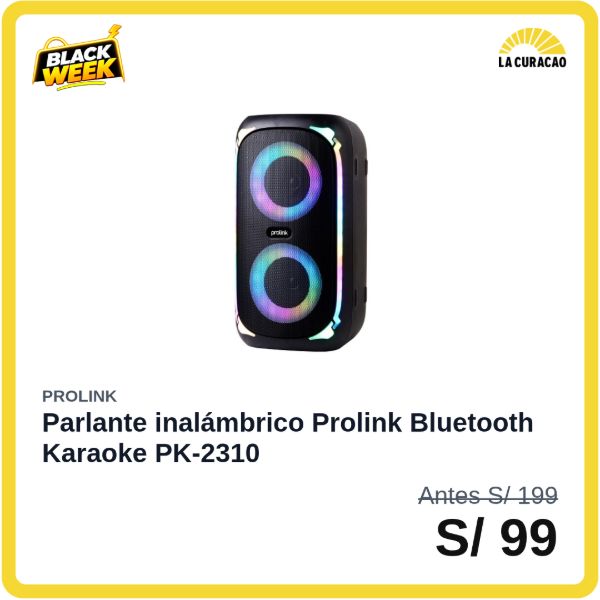 BLACK
WEEK
LA CURACAO
prolink
PROLINK
Parlante inalámbrico Prolink Bluetooth
Karaoke PK-2310
Antes S/ 199
S/ 99